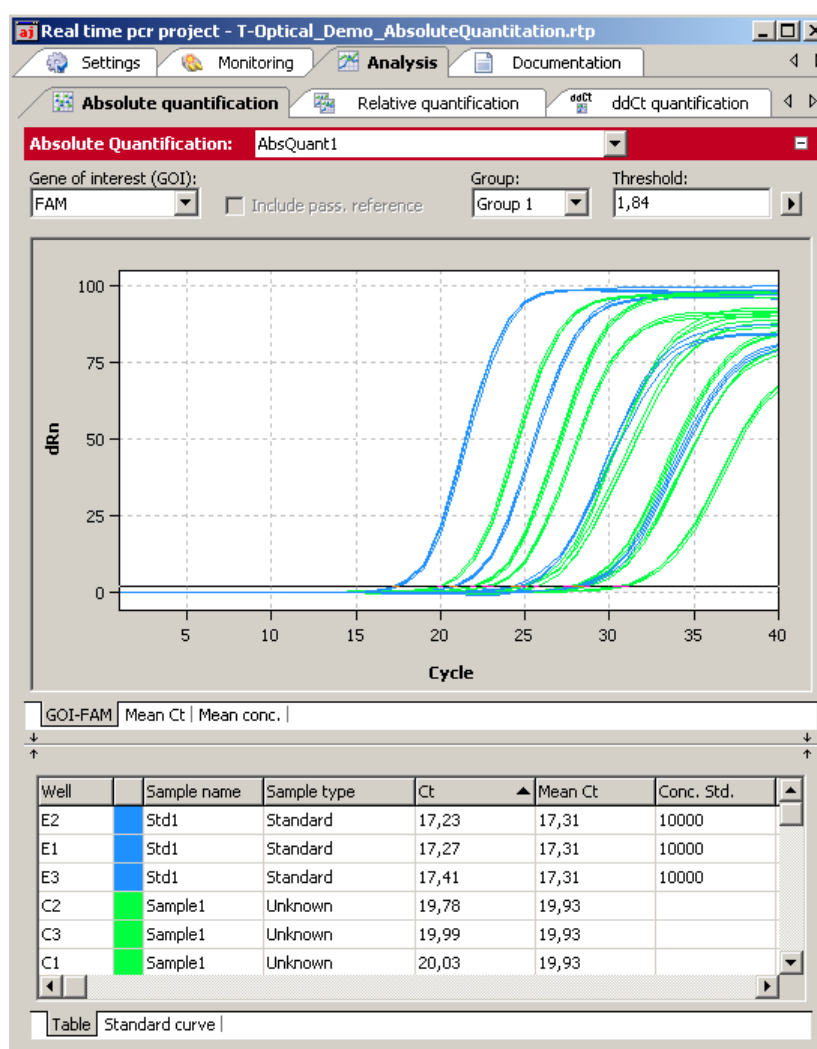 aj Real time pcr project - T-Optical_Demo_AbsoluteQuantitation.rtp
Settings Monitoring Analysis Documentation
Absolute quantification Relative quantification ddCt ddCt quantification
Absolute Quantification: AbsQuant1
Gene of interest (GOI): Group: Threshold:
FAM Include pass. reference Group 1 1,84
100
75
50
25
0
dRn
5 10 15 20 25 30 35 40
Cycle
GOI-FAM Mean Ct Mean conc.
Well Sample name Sample type Ct Mean Ct Conc. Std.
E2 Std1 Standard 17,23 17,31 10000
E1 Std1 Standard 17,27 17,31 10000
E3 Std1 Standard 17,41 17,31 10000
C2 Sample1 Unknown 19,78 19,93
C3 Sample1 Unknown 19,99 19,93
C1 Sample1 Unknown 20,03 19,93
Table Standard curve